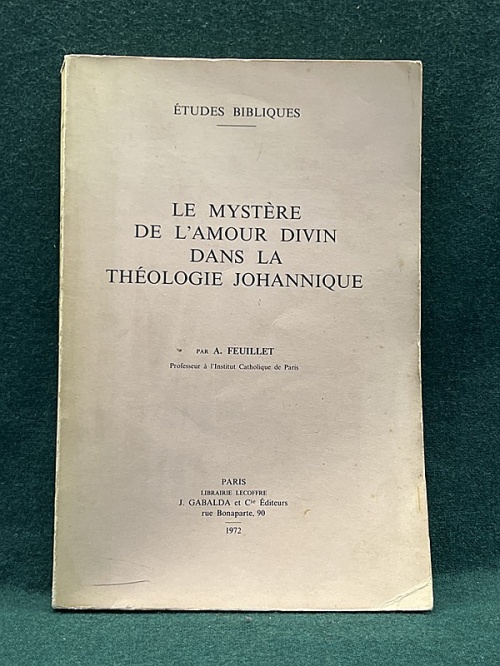 ÉTUDES BIBLIQUES
LE MYSTÈRE
DE L'AMOUR DIVIN
DANS LA
THÉOLOGIE JOHANNIQUE
PAR A. FEUILLET
Professeur à l'Institut Catholique de Paris
PARIS
LIBRAIRIE LECOFFRE
J. GABALDA et Cie Éditeurs
rue Bonaparte, 90
1972